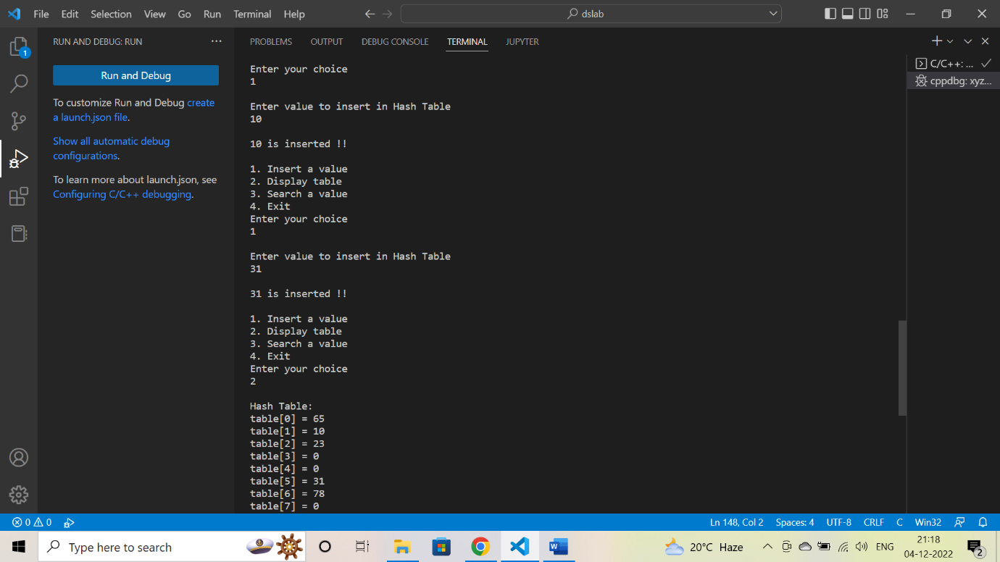 File Edit Selection View Go Run Terminal Help
dslab
RUN AND DEBUG: RUN
Run and Debug
To customize Run and Debug create
a launch.json file.
Show all automatic debug
configurations.
To learn more about launch.json, see
Configuring C/C++ debugging.
1
PROBLEMS OUTPUT DEBUG CONSOLE TERMINAL JUPYTER
Enter your choice
1
Enter value to insert in Hash Table
10
10 is inserted !!
1. Insert a value
2. Display table
3. Search a value
4. Exit
Enter your choice
1
Enter value to insert in Hash Table
31
31 is inserted !!
1. Insert a value
2. Display table
3. Search a value
4. Exit
Enter your choice
2
Hash Table:
table[0] = 65
table[1] = 10
table[2] = 23
table[3] = 0
table[4] = 0
table[5] = 31
table[6] = 78
table[7] = 0
C/C++: ...
cppdbg: xyz...
0 0
Ln 148, Col 2 Spaces: 4 UTF-8 CRLF C Win32
Type here to search
20°C Haze
ENG
21:18
04-12-2022
2